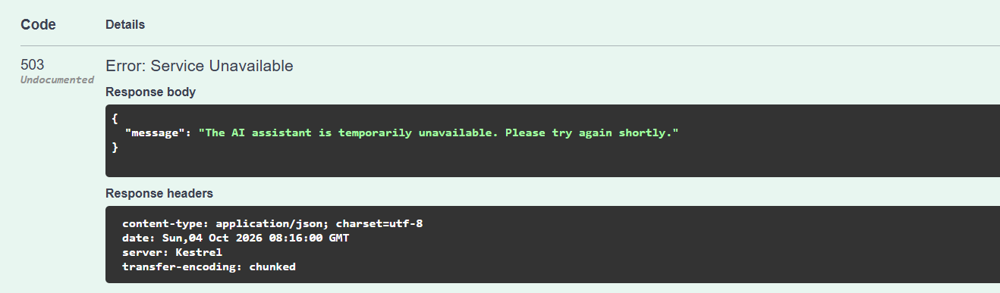 Code Details
503 Error: Service Unavailable
Undocumented
Response body
{
"message": "The AI assistant is temporarily unavailable. Please try again shortly."
}
Response headers
content-type: application/json; charset=utf-8
date: Sun,04 Oct 2026 08:16:00 GMT
server: Kestrel
transfer-encoding: chunked